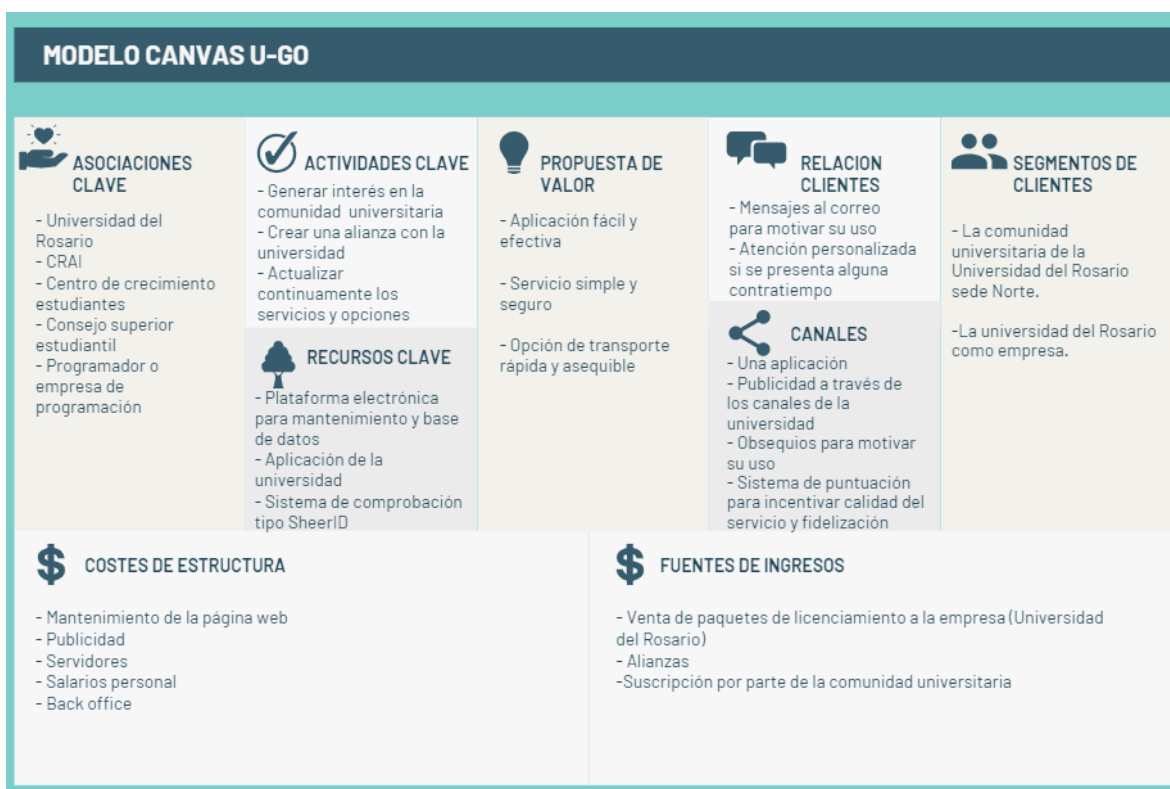 MODELO CANVAS U-GO
ASOCIACIONES
CLAVE
- Universidad del
Rosario
- CRAI
- Centro de crecimiento
estudiantes
- Consejo superior
estudiantil
- Programador o
empresa de
programación
ACTIVIDADES CLAVE
- Generar interés en la
comunidad universitaria
- Crear una alianza con la
universidad
- Actualizar
continuamente los
servicios y opciones
RECURSOS CLAVE
- Plataforma electrónica
para mantenimiento y base
de datos
- Aplicación de la
universidad
- Sistema de comprobación
tipo SheerID
PROPUESTA DE
VALOR
- Aplicación fácil y
efectiva
- Servicio simple y
seguro
- Opción de transporte
rápida y asequible
RELACION
CLIENTES
- Mensajes al correo
para motivar su uso
- Atención personalizada
si se presenta alguna
contratiempo
CANALES
- Una aplicación
- Publicidad a través de
los canales de la
universidad
- Obsequios para motivar
su uso
- Sistema de puntuación
para incentivar calidad del
servicio y fidelización
SEGMENTOS DE
CLIENTES
- La comunidad
universitaria de la
Universidad del Rosario
sede Norte.
-La universidad del Rosario
como empresa.
COSTES DE ESTRUCTURA
- Mantenimiento de la página web
- Publicidad
- Servidores
- Salarios personal
- Back office
FUENTES DE INGRESOS
- Venta de paquetes de licenciamiento a la empresa (Universidad
del Rosario)
- Alianzas
-Suscripción por parte de la comunidad universitaria